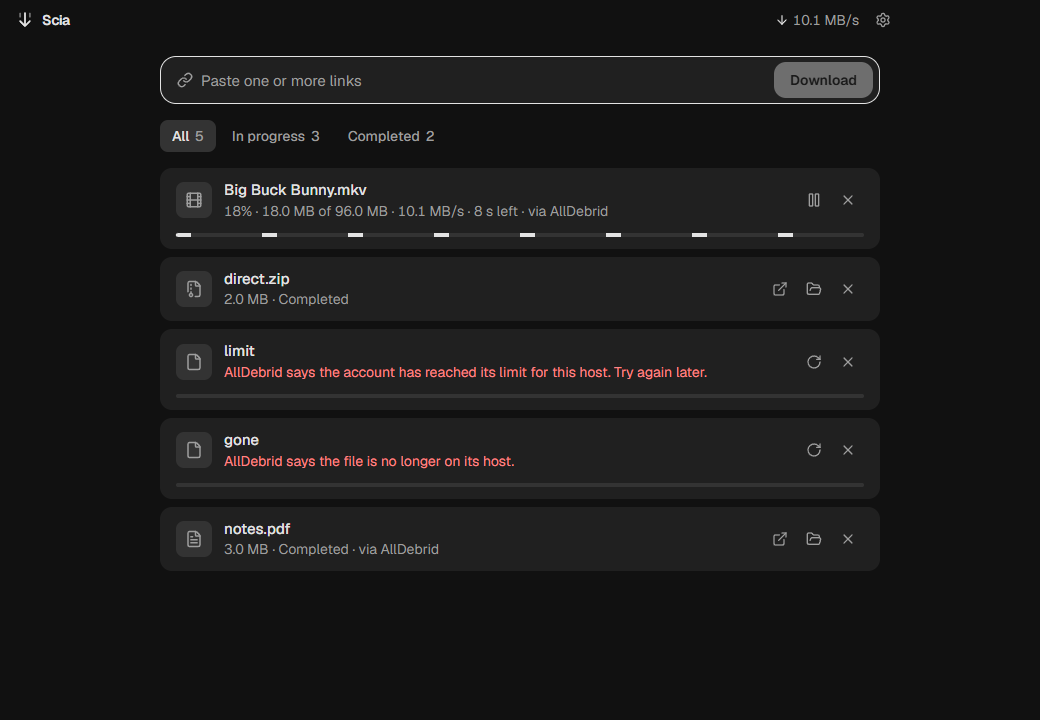 Scia
10.1 MB/s
Paste one or more links
Download
All 5
In progress 3
Completed 2
Big Buck Bunny.mkv
18% · 18.0 MB of 96.0 MB · 10.1 MB/s · 8 s left · via AllDebrid
direct.zip
2.0 MB · Completed
limit
AllDebrid says the account has reached its limit for this host. Try again later.
gone
AllDebrid says the file is no longer on its host.
notes.pdf
3.0 MB · Completed · via AllDebrid